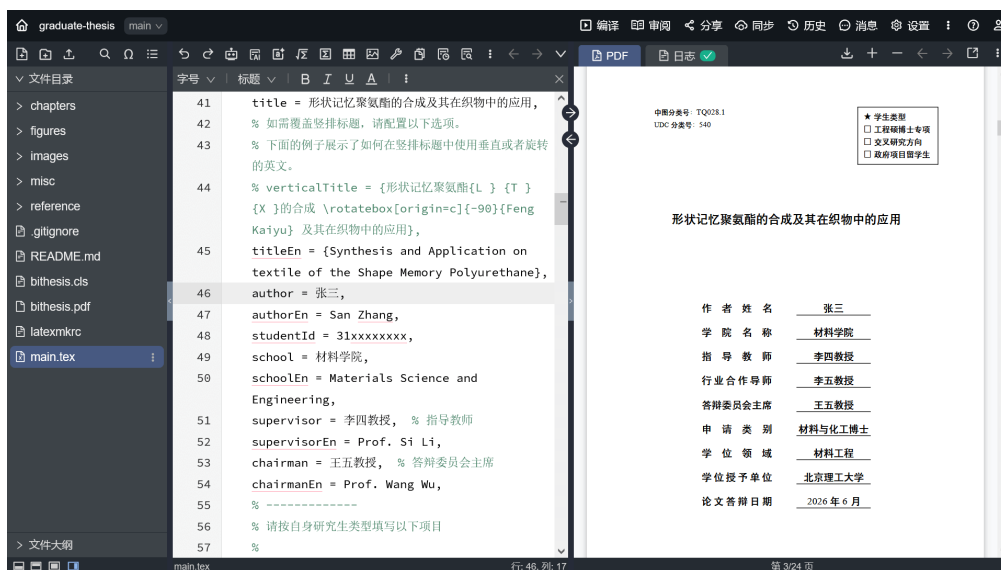 graduate-thesis main
编译 审阅 分享 同步 历史 消息 设置
PDF 日志
文件目录
字号 标题 B I U A
chapters
figures
images
misc
reference
.gitignore
README.md
bithesis.cls
bithesis.pdf
latexmkrc
main.tex
文件大纲
41 title = 形状记忆聚氨酯的合成及其在织物中的应用,
42 % 如需覆盖竖排标题，请配置以下选项。
43 % 下面的例子展示了如何在竖排标题中使用垂直或者旋转
的英文。
44 % verticalTitle = {形状记忆聚氨酯{L } {T }
{X }的合成 \rotatebox[origin=c]{-90}{Feng
Kaiyu} 及其在织物中的应用},
45 titleEn = {Synthesis and Application on
textile of the Shape Memory Polyurethane},
46 author = 张三,
47 authorEn = San Zhang,
48 studentId = 31xxxxxxxx,
49 school = 材料学院,
50 schoolEn = Materials Science and
Engineering,
51 supervisor = 李四教授, % 指导教师
52 supervisorEn = Prof. Si Li,
53 chairman = 王五教授, % 答辩委员会主席
54 chairmanEn = Prof. Wang Wu,
55 % -------------
56 % 请按自身研究生类型填写以下项目
57 %
中图分类号: TQ028.1
UDC 分类号: 540
★ 学生类型
□ 工程硕博士专项
□ 交叉研究方向
□ 政府项目留学生
形状记忆聚氨酯的合成及其在织物中的应用
作者姓名 张三
学院名称 材料学院
指导教师 李四教授
行业合作导师 李五教授
答辩委员会主席 王五教授
申请类别 材料与化工博士
学位领域 材料工程
学位授予单位 北京理工大学
论文答辩日期 2026 年 6 月
main.tex 行: 46, 列: 17 第 3/24 页